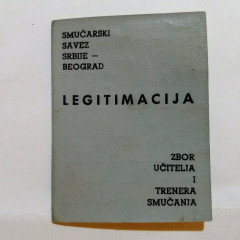 SMUČARSKI
SAVEZ
SRBIJE —
BEOGRAD
LEGITIMACIJA
ZBOR
UČITELJA
I
TRENERA
SMUČANJA